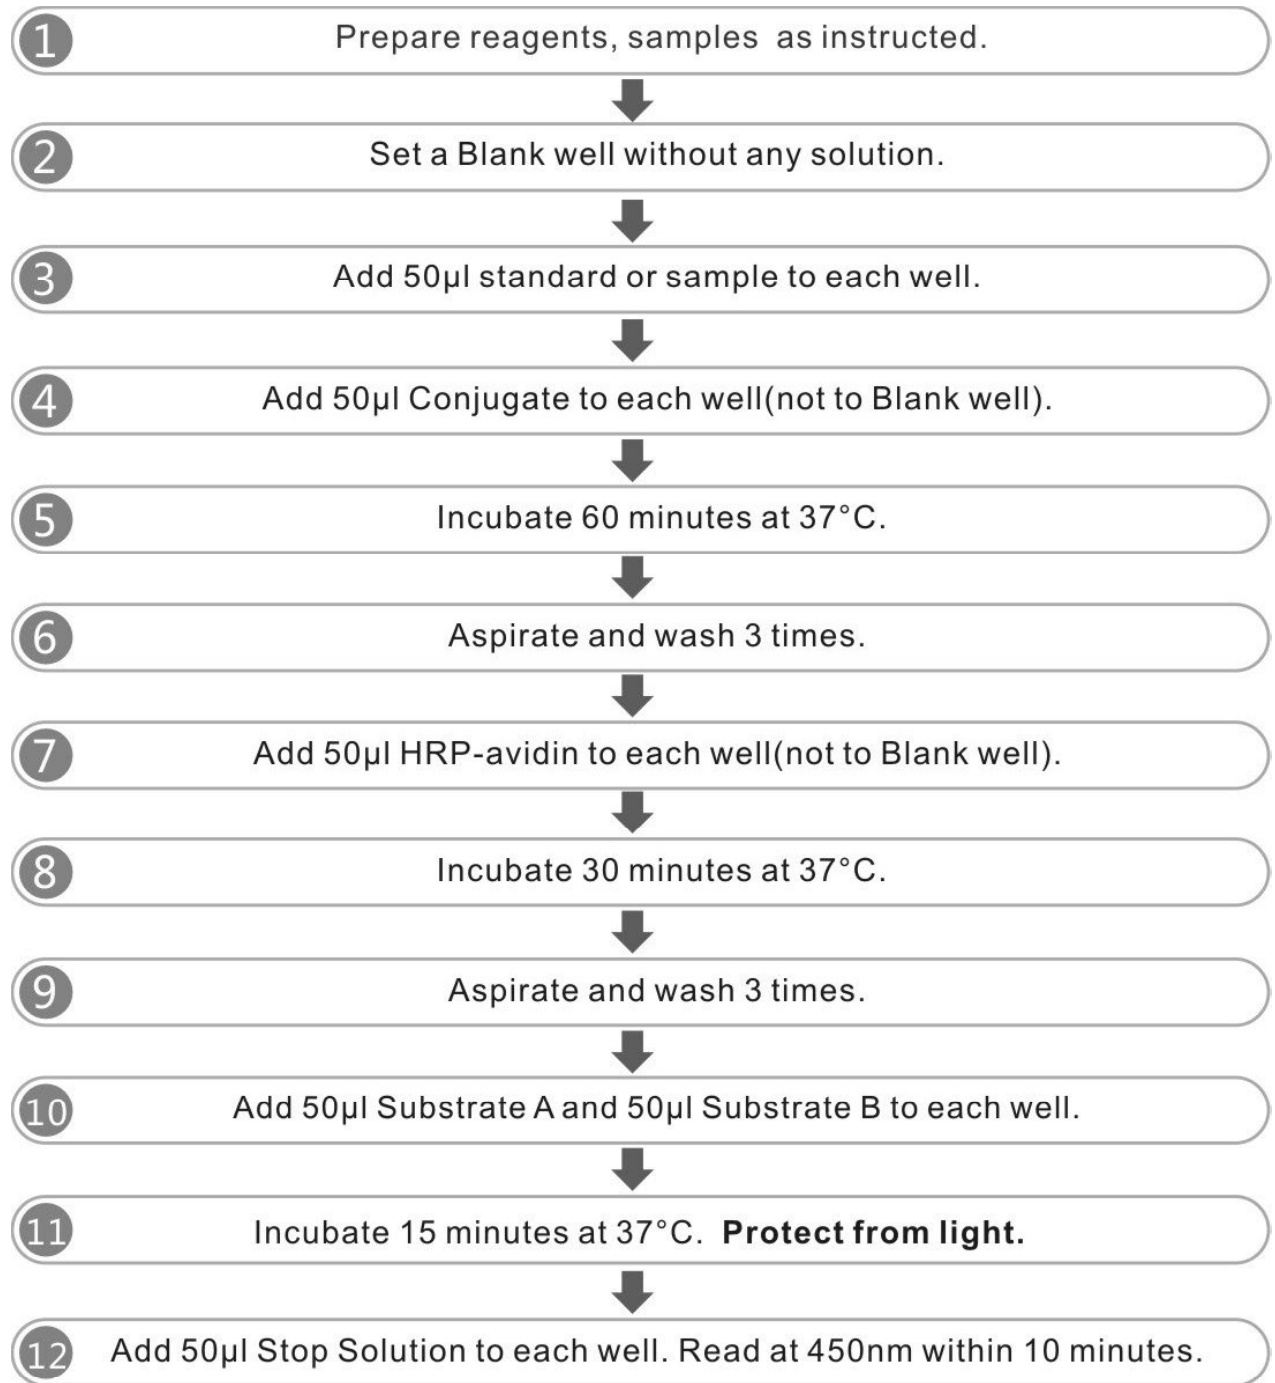 1 Prepare reagents, samples as instructed.
2 Set a Blank well without any solution.
3 Add 50µl standard or sample to each well.
4 Add 50µl Conjugate to each well(not to Blank well).
5 Incubate 60 minutes at 37°C.
6 Aspirate and wash 3 times.
7 Add 50µl HRP-avidin to each well(not to Blank well).
8 Incubate 30 minutes at 37°C.
9 Aspirate and wash 3 times.
10 Add 50µl Substrate A and 50µl Substrate B to each well.
11 Incubate 15 minutes at 37°C. Protect from light.
12 Add 50µl Stop Solution to each well. Read at 450nm within 10 minutes.